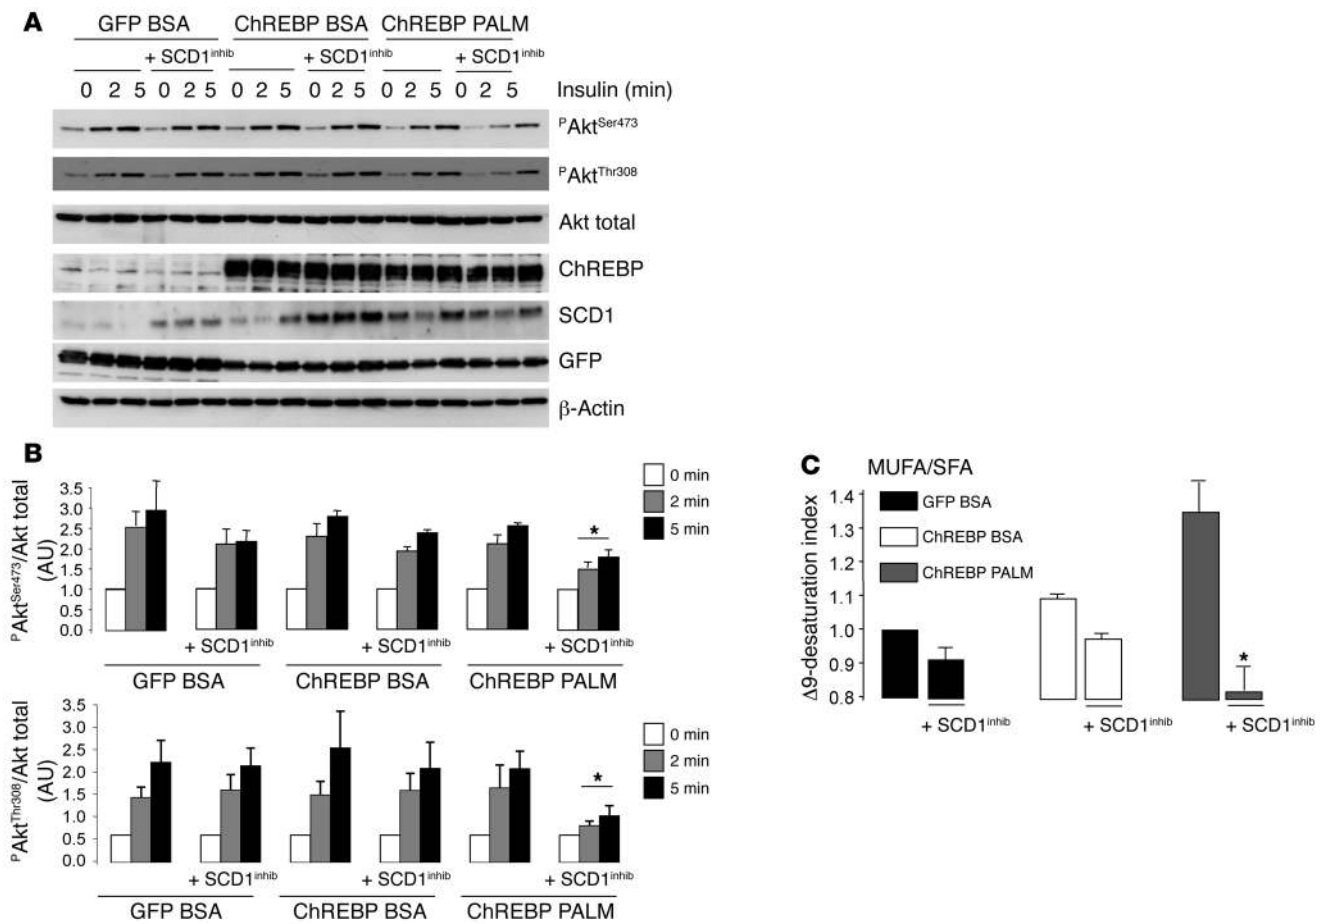 A
GFP BSA ChREBP BSA ChREBP PALM
+ SCD1inhib + SCD1inhib + SCD1inhib
0 2 5 0 2 5 0 2 5 0 2 5 0 2 5 0 2 5 Insulin (min)
PAktSer473
PAktThr308
Akt total
ChREBP
SCD1
GFP
β-Actin
B
PAktSer473/Akt total
(AU)
3.5
3.0
2.5
2.0
1.5
1.0
0.5
0.0
*
0 min
2 min
5 min
+ SCD1inhib + SCD1inhib + SCD1inhib
GFP BSA ChREBP BSA ChREBP PALM
PAktThr308/Akt total
(AU)
3.5
3.0
2.5
2.0
1.5
1.0
0.5
0.0
*
0 min
2 min
5 min
+ SCD1inhib + SCD1inhib + SCD1inhib
GFP BSA ChREBP BSA ChREBP PALM
C MUFA/SFA
Δ9-desaturation index
1.4
1.3
1.2
1.0
0.9
0.8
GFP BSA
ChREBP BSA
ChREBP PALM
*
+ SCD1inhib + SCD1inhib + SCD1inhib